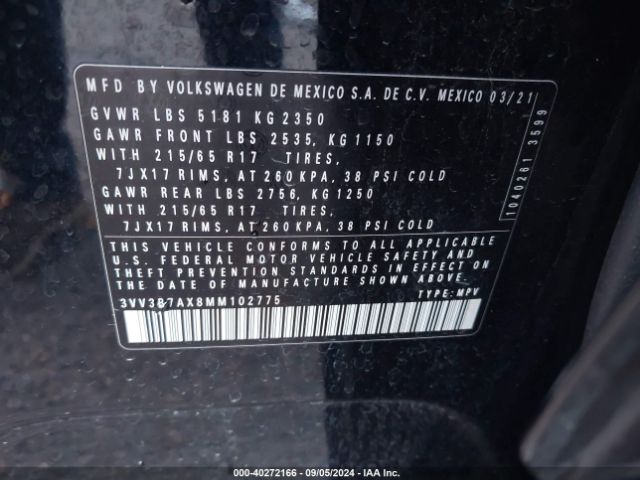 MFD BY VOLKSWAGEN DE MEXICO S.A. DE C.V. MEXICO 03/21
GVWR LBS 5181 KG 2350
GAWR FRONT LBS 2535, KG 1150
WITH 215/65 R17 TIRES,
7JX17 RIMS, AT 260 KPA, 38 PSI COLD
GAWR REAR LBS 2756, KG 1250
WITH 215/65 R17 TIRES,
7JX17 RIMS, AT 260 KPA, 38 PSI COLD
THIS VEHICLE CONFORMS TO ALL APPLICABLE
U.S. FEDERAL MOTOR VEHICLE SAFETY AND
THEFT PREVENTION STANDARDS IN EFFECT ON
THE DATE OF MANUFACTURE SHOWN ABOVE.
3VV3B7AX8MM102775 TYPE: MPV
1040261 3599
000-40272166 - 09/05/2024 - IAA Inc.